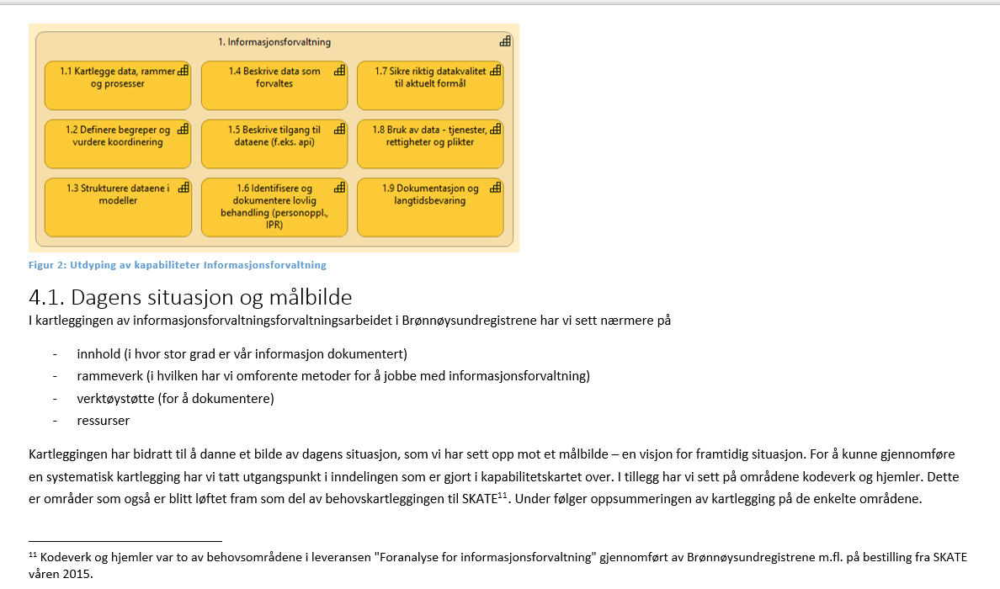 1. Informasjonsforvaltning
1.1 Kartlegge data, rammer
og prosesser
1.4 Beskrive data som
forvaltes
1.7 Sikre riktig datakvalitet
til aktuelt formål
1.2 Definere begreper og
vurdere koordinering
1.5 Beskrive tilgang til
dataene (f.eks. api)
1.8 Bruk av data - tjenester,
rettigheter og plikter
1.3 Strukturere dataene i
modeller
1.6 Identifisere og
dokumentere lovlig
behandling (personoppl.,
IPR)
1.9 Dokumentasjon og
langtidsbevaring
Figur 2: Utdyping av kapabiliteter Informasjonsforvaltning
4.1. Dagens situasjon og målbilde
I kartleggingen av informasjonsforvaltningsforvaltningsarbeidet i Brønnøysundregistrene har vi sett nærmere på
- innhold (i hvor stor grad er vår informasjon dokumentert)
- rammeverk (i hvilken har vi omforente metoder for å jobbe med informasjonsforvaltning)
- verktøystøtte (for å dokumentere)
- ressurser
Kartleggingen har bidratt til å danne et bilde av dagens situasjon, som vi har sett opp mot et målbilde – en visjon for framtidig situasjon. For å kunne gjennomføre
en systematisk kartlegging har vi tatt utgangspunkt i inndelingen som er gjort i kapabilitetskartet over. I tillegg har vi sett på områdene kodeverk og hjemler. Dette
er områder som også er blitt løftet fram som del av behovskartleggingen til SKATE¹¹. Under følger oppsummeringen av kartlegging på de enkelte områdene.
¹¹ Kodeverk og hjemler var to av behovsområdene i leveransen "Foranalyse for informasjonsforvaltning" gjennomført av Brønnøysundregistrene m.fl. på bestilling fra SKATE
våren 2015.